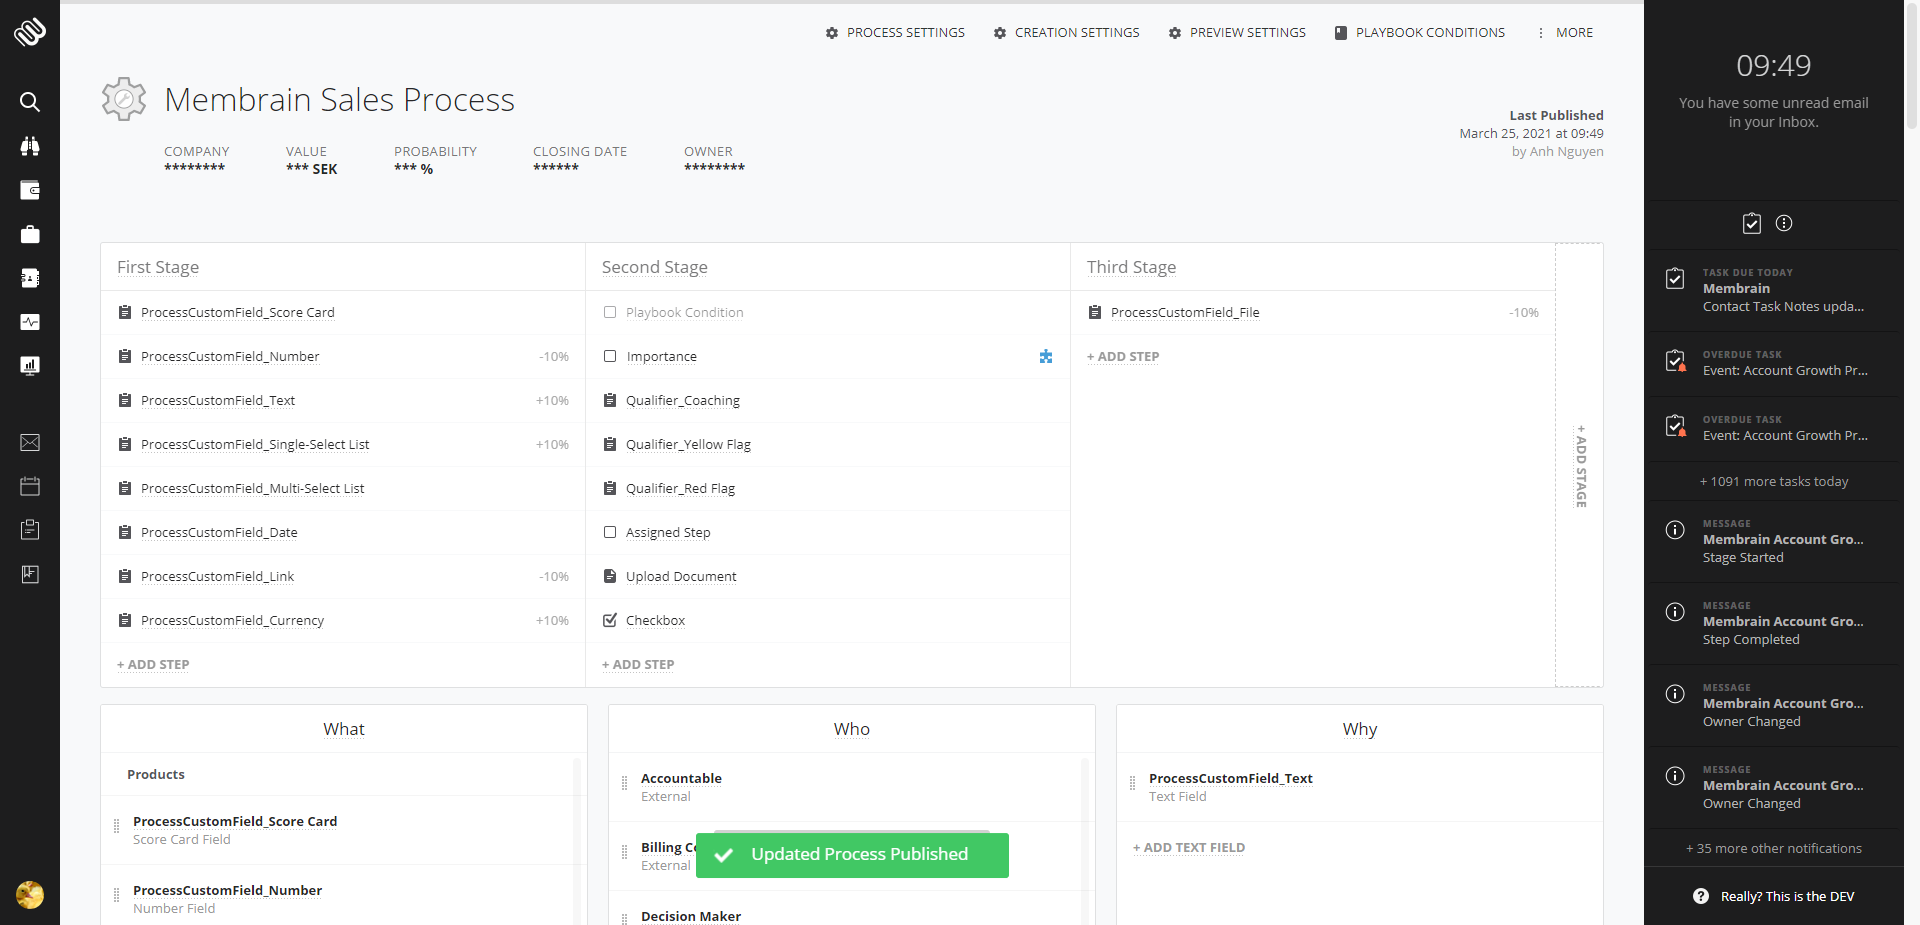 PROCESS SETTINGS
CREATION SETTINGS
PREVIEW SETTINGS
PLAYBOOK CONDITIONS
MORE
Membrain Sales Process
Last Published
March 25, 2021 at 09:49
by Anh Nguyen
COMPANY
********
VALUE
*** SEK
PROBABILITY
*** %
CLOSING DATE
******
OWNER
********
First Stage
ProcessCustomField_Score Card
ProcessCustomField_Number -10%
ProcessCustomField_Text +10%
ProcessCustomField_Single-Select List +10%
ProcessCustomField_Multi-Select List
ProcessCustomField_Date
ProcessCustomField_Link -10%
ProcessCustomField_Currency +10%
+ ADD STEP
Second Stage
Playbook Condition
Importance
Qualifier_Coaching
Qualifier_Yellow Flag
Qualifier_Red Flag
Assigned Step
Upload Document
Checkbox
+ ADD STEP
Third Stage
ProcessCustomField_File -10%
+ ADD STEP
+ ADD STAGE
What
Products
ProcessCustomField_Score Card
Score Card Field
ProcessCustomField_Number
Number Field
Who
Accountable
External
Billing
External
Decision Maker
Updated Process Published
Why
ProcessCustomField_Text
Text Field
+ ADD TEXT FIELD
09:49
You have some unread email
in your Inbox.
TASK DUE TODAY
Membrain
Contact Task Notes upda...
OVERDUE TASK
Event: Account Growth Pr...
OVERDUE TASK
Event: Account Growth Pr...
+ 1091 more tasks today
MESSAGE
Membrain Account Gro...
Stage Started
MESSAGE
Membrain Account Gro...
Step Completed
MESSAGE
Membrain Account Gro...
Owner Changed
MESSAGE
Membrain Account Gro...
Owner Changed
+ 35 more other notifications
Really? This is the DEV